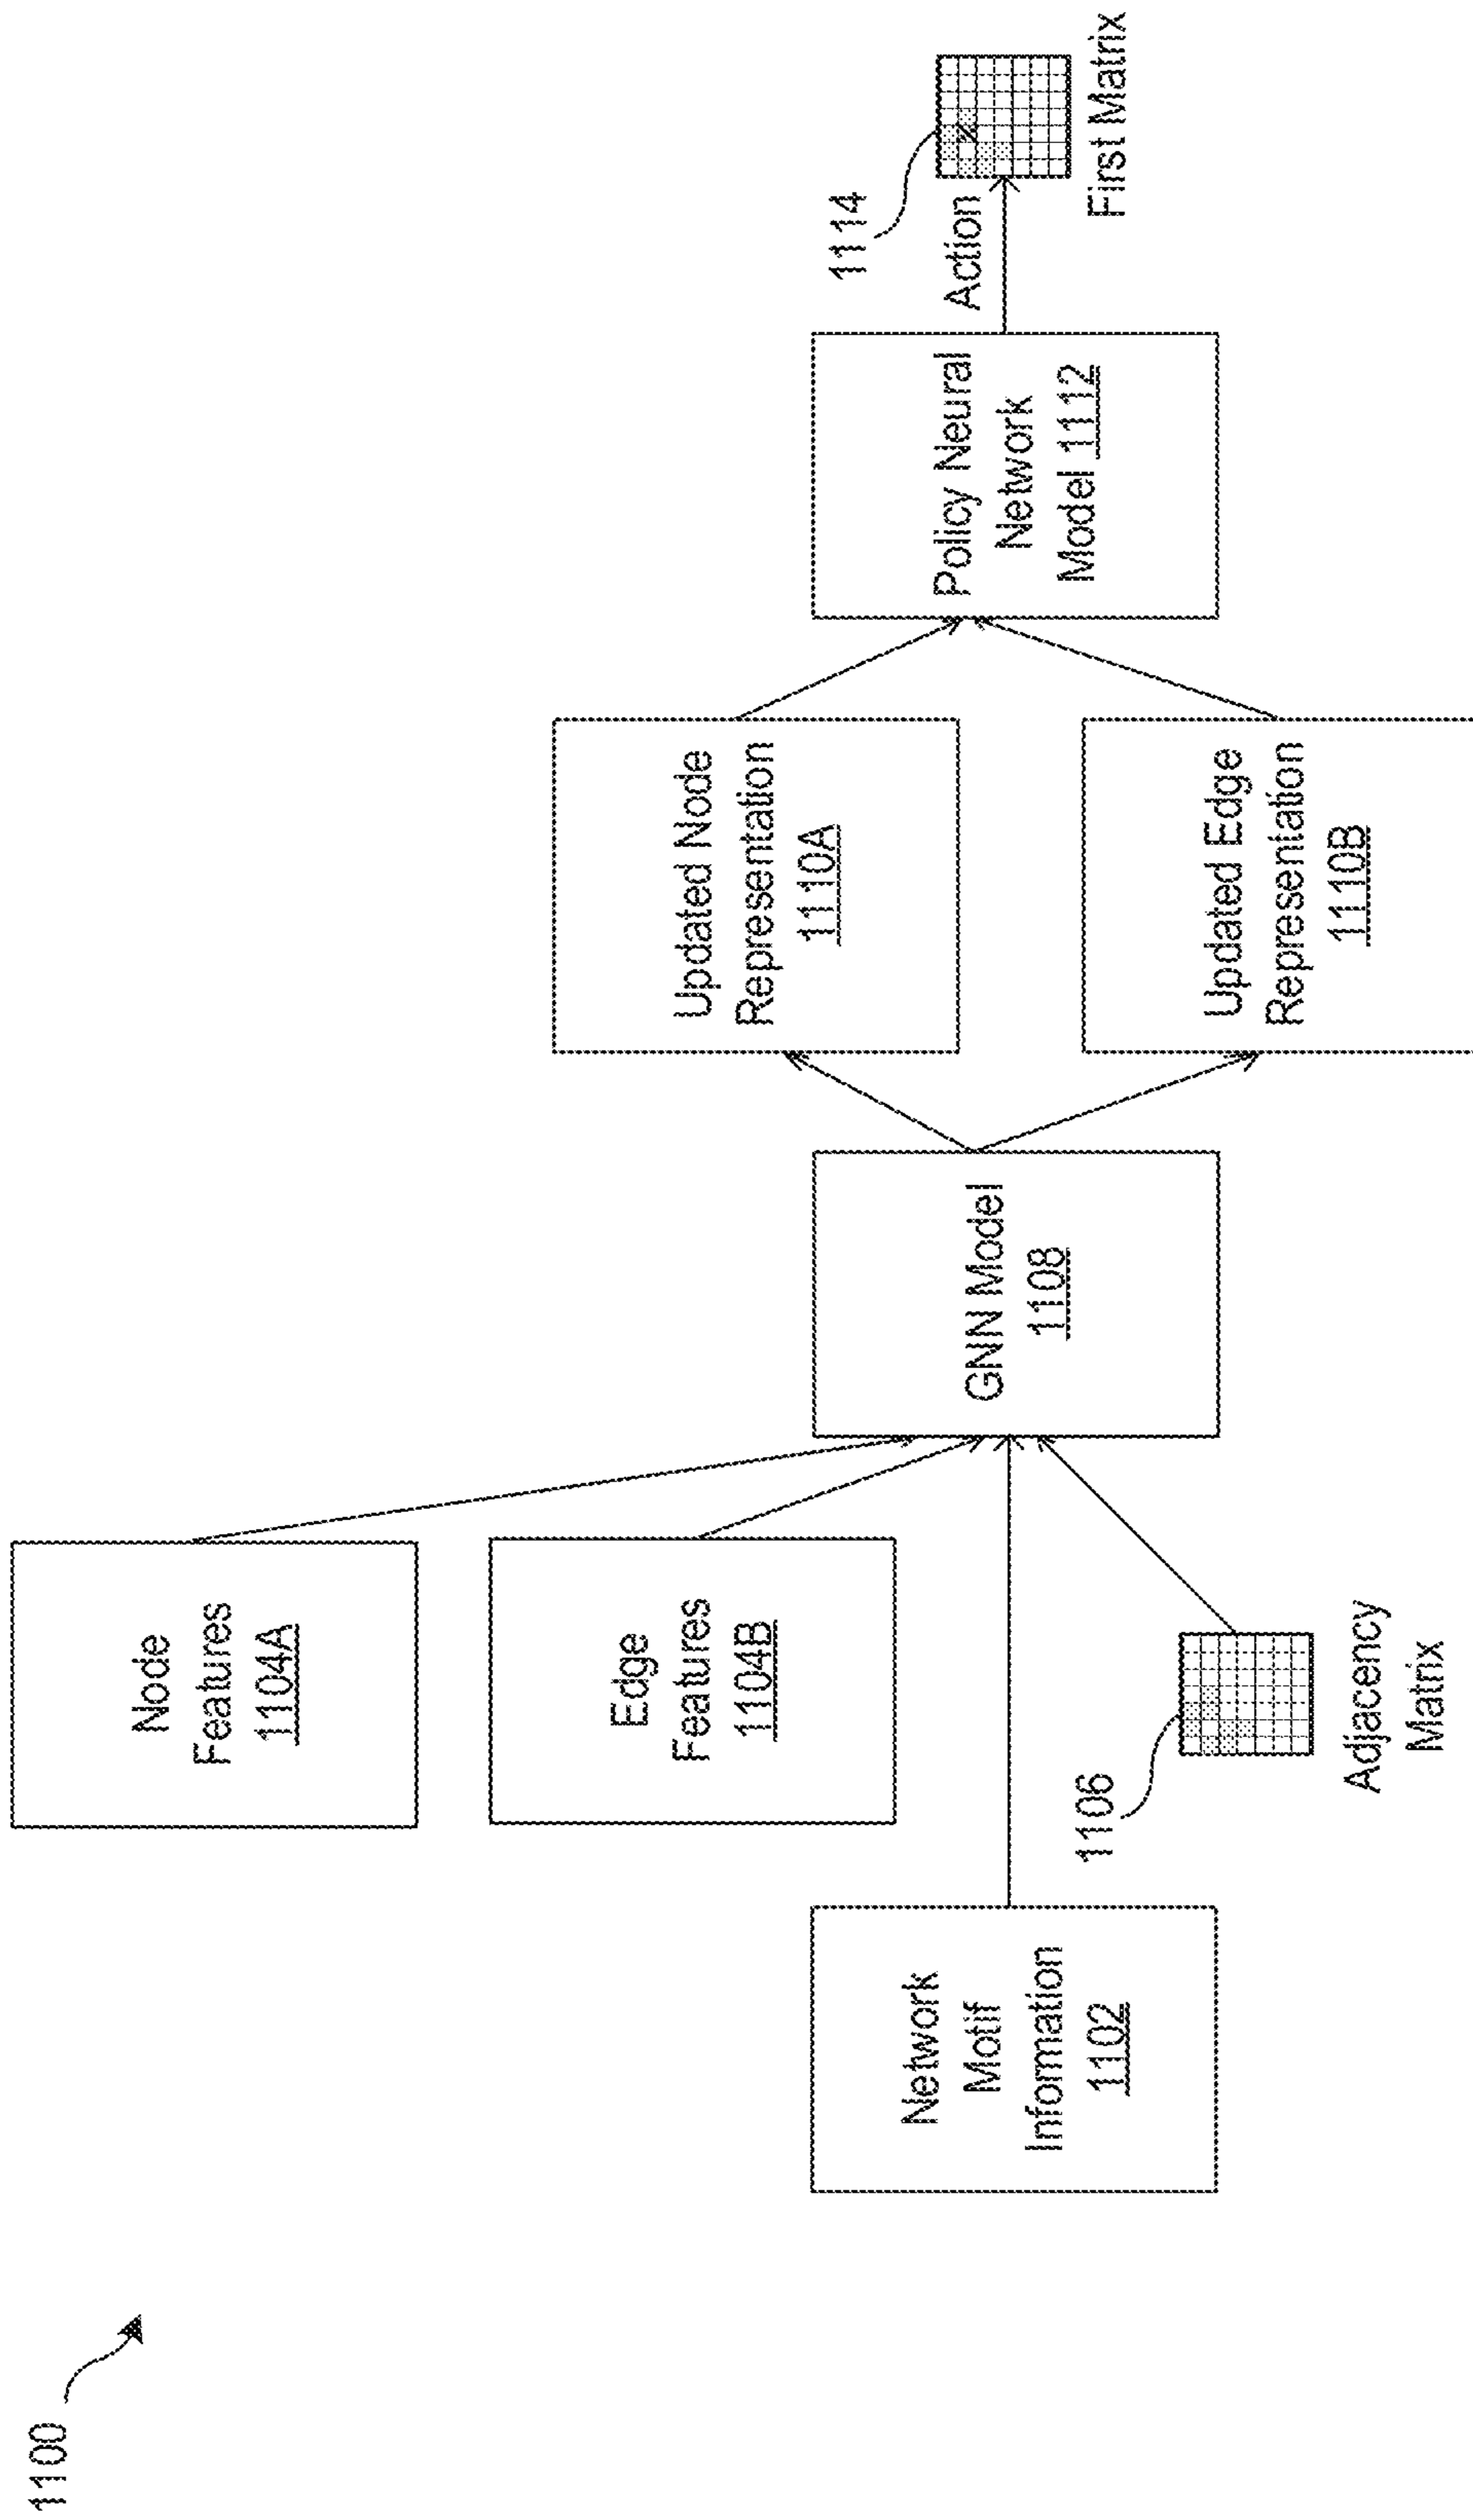 1100
Node
Features
1104A
Edge
Features
1104B
Network
Motif
Information
1102
1106
Adjacency
Matrix
GNN Model
1108
Updated Node
Representation
1110A
Updated Edge
Representation
1110B
Policy Neural
Network
Model 1112
Action
1114
First Matrix